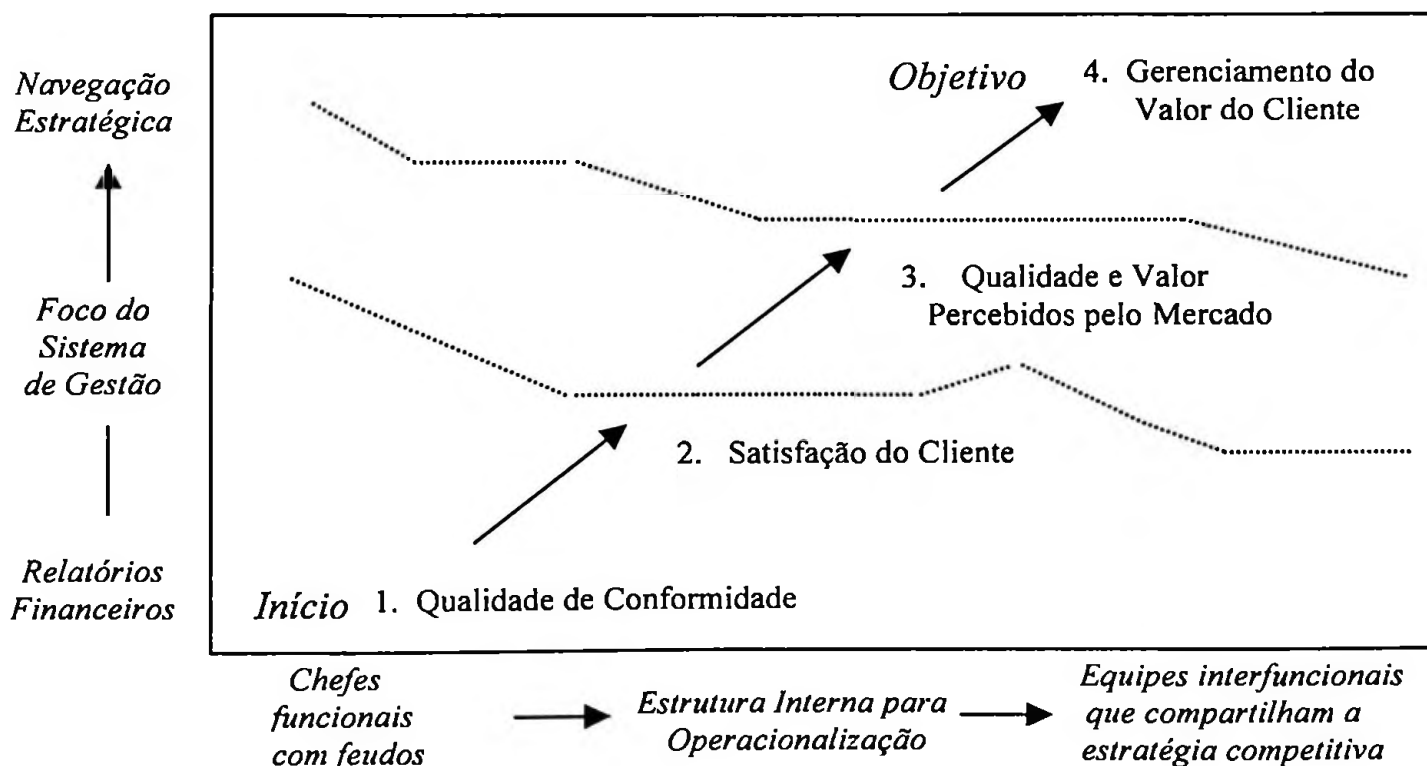 Navegação
Estratégica
Foco do
Sistema
de Gestão
Relatórios
Financeiros
Objetivo 4. Gerenciamento do
Valor do Cliente
3. Qualidade e Valor
Percebidos pelo Mercado
2. Satisfação do Cliente
Início 1. Qualidade de Conformidade
Chefes
funcionais
com feudos
Estrutura Interna para
Operacionalização
Equipes interfuncionais
que compartilham a
estratégia competitiva